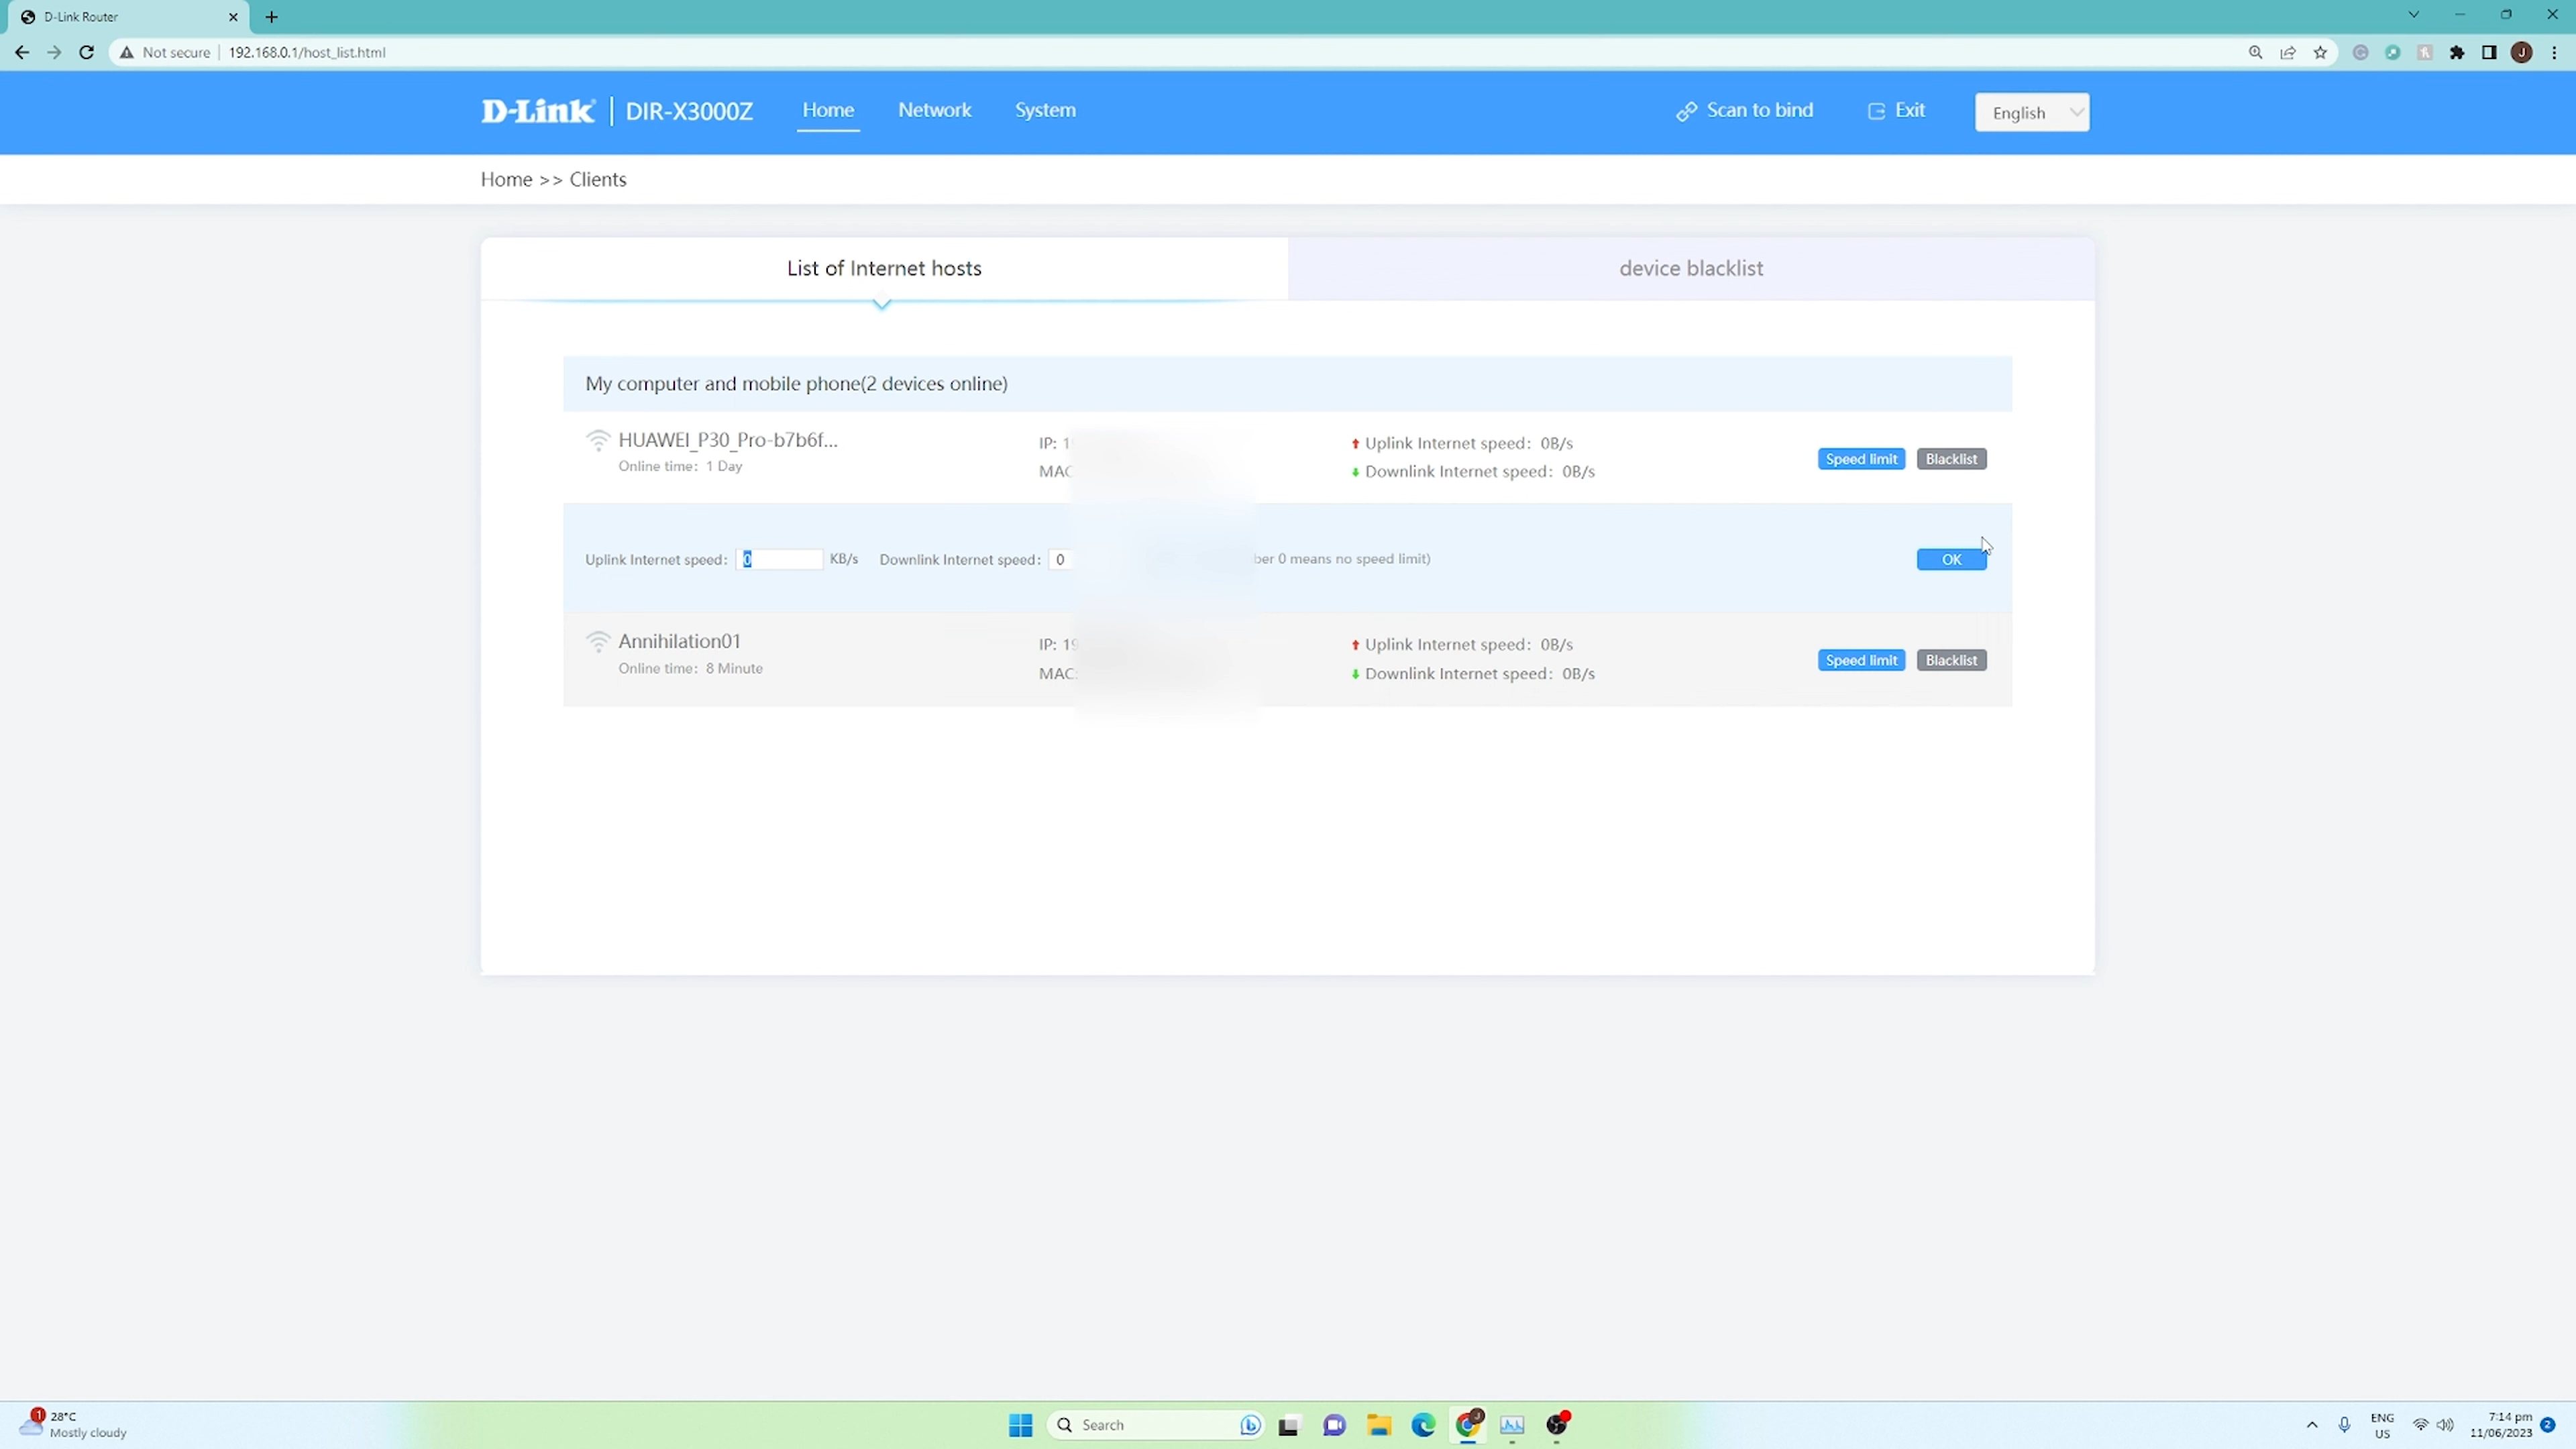 D-Link Router
Not secure 192.168.0.1/host_list.html
D-Link DIR-X3000Z Home Network System Scan to bind Exit English
Home >> Clients
List of Internet hosts device blacklist
My computer and mobile phone(2 devices online)
HUAWEI_P30_Pro-b7b6f... IP: Uplink Internet speed: 0B/s Speed limit Blacklist
Online time: 1 Day MAC Downlink Internet speed: 0B/s
Uplink Internet speed: 0 KB/s Downlink Internet speed: 0 0 means no speed limit) OK
Annihilation01 IP: Uplink Internet speed: 0B/s Speed limit Blacklist
Online time: 8 Minute MAC: Downlink Internet speed: 0B/s
J
1 28°C
Mostly cloudy
Search
ENG
US
7:14 pm
11/06/2023
2